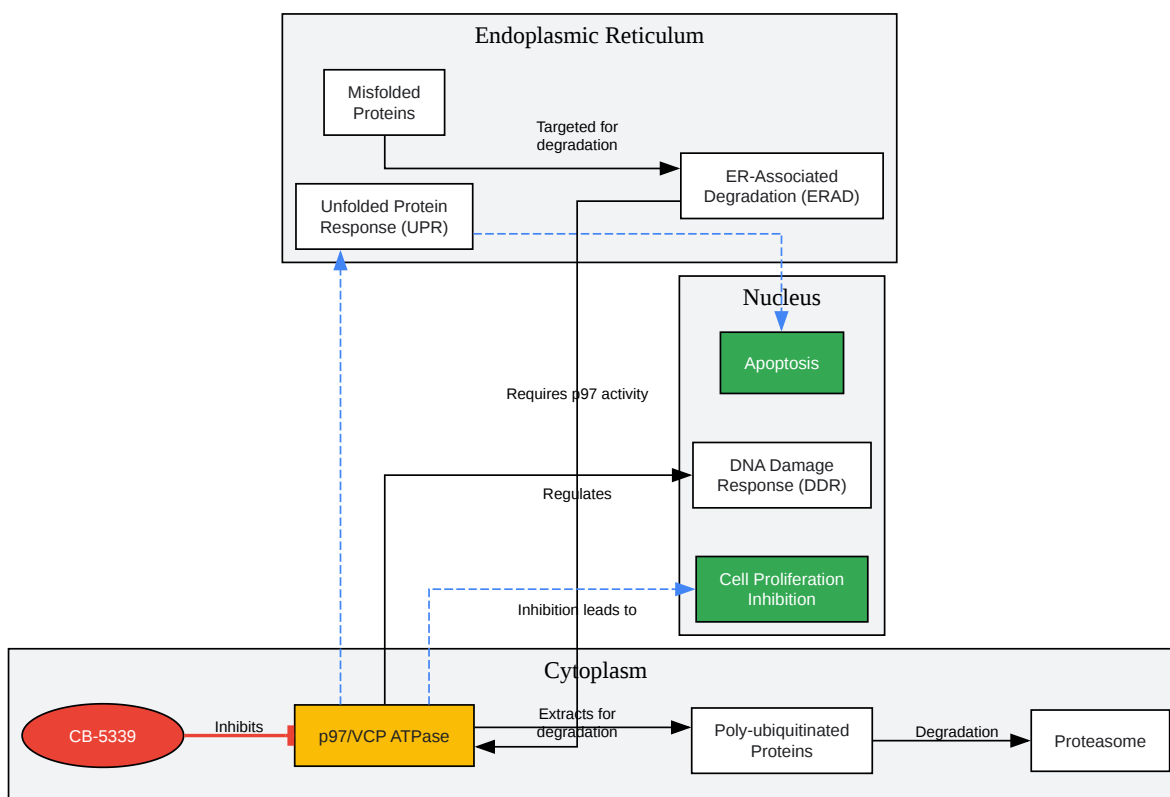 Endoplasmic Reticulum
Misfolded
Proteins
Targeted for
degradation
ER-Associated
Degradation (ERAD)
Unfolded Protein
Response (UPR)
Nucleus
Apoptosis
Requires p97 activity
DNA Damage
Response (DDR)
Regulates
Cell Proliferation
Inhibition
Inhibition leads to
Cytoplasm
CB-5339
Inhibits
p97/VCP ATPase
Extracts for
degradation
Poly-ubiquitinated
Proteins
Degradation
Proteasome